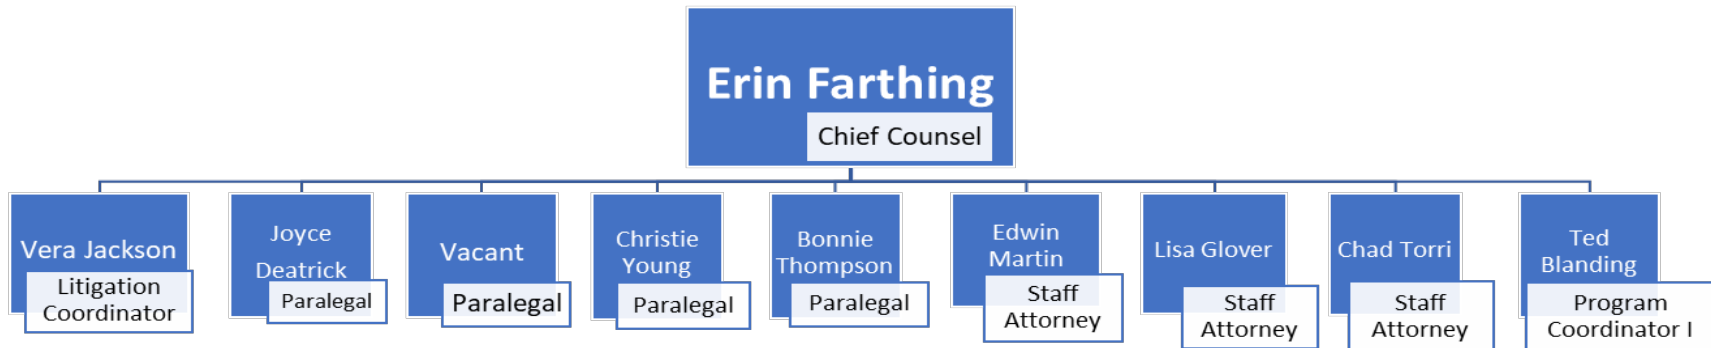 Erin Farthing
Chief Counsel
Vera Jackson
Litigation
Coordinator
Joyce
Deatrick
Paralegal
Vacant
Paralegal
Christie
Young
Paralegal
Bonnie
Thompson
Paralegal
Edwin
Martin
Staff
Attorney
Lisa Glover
Staff
Attorney
Chad Torri
Staff
Attorney
Ted
Blanding
Program
Coordinator I